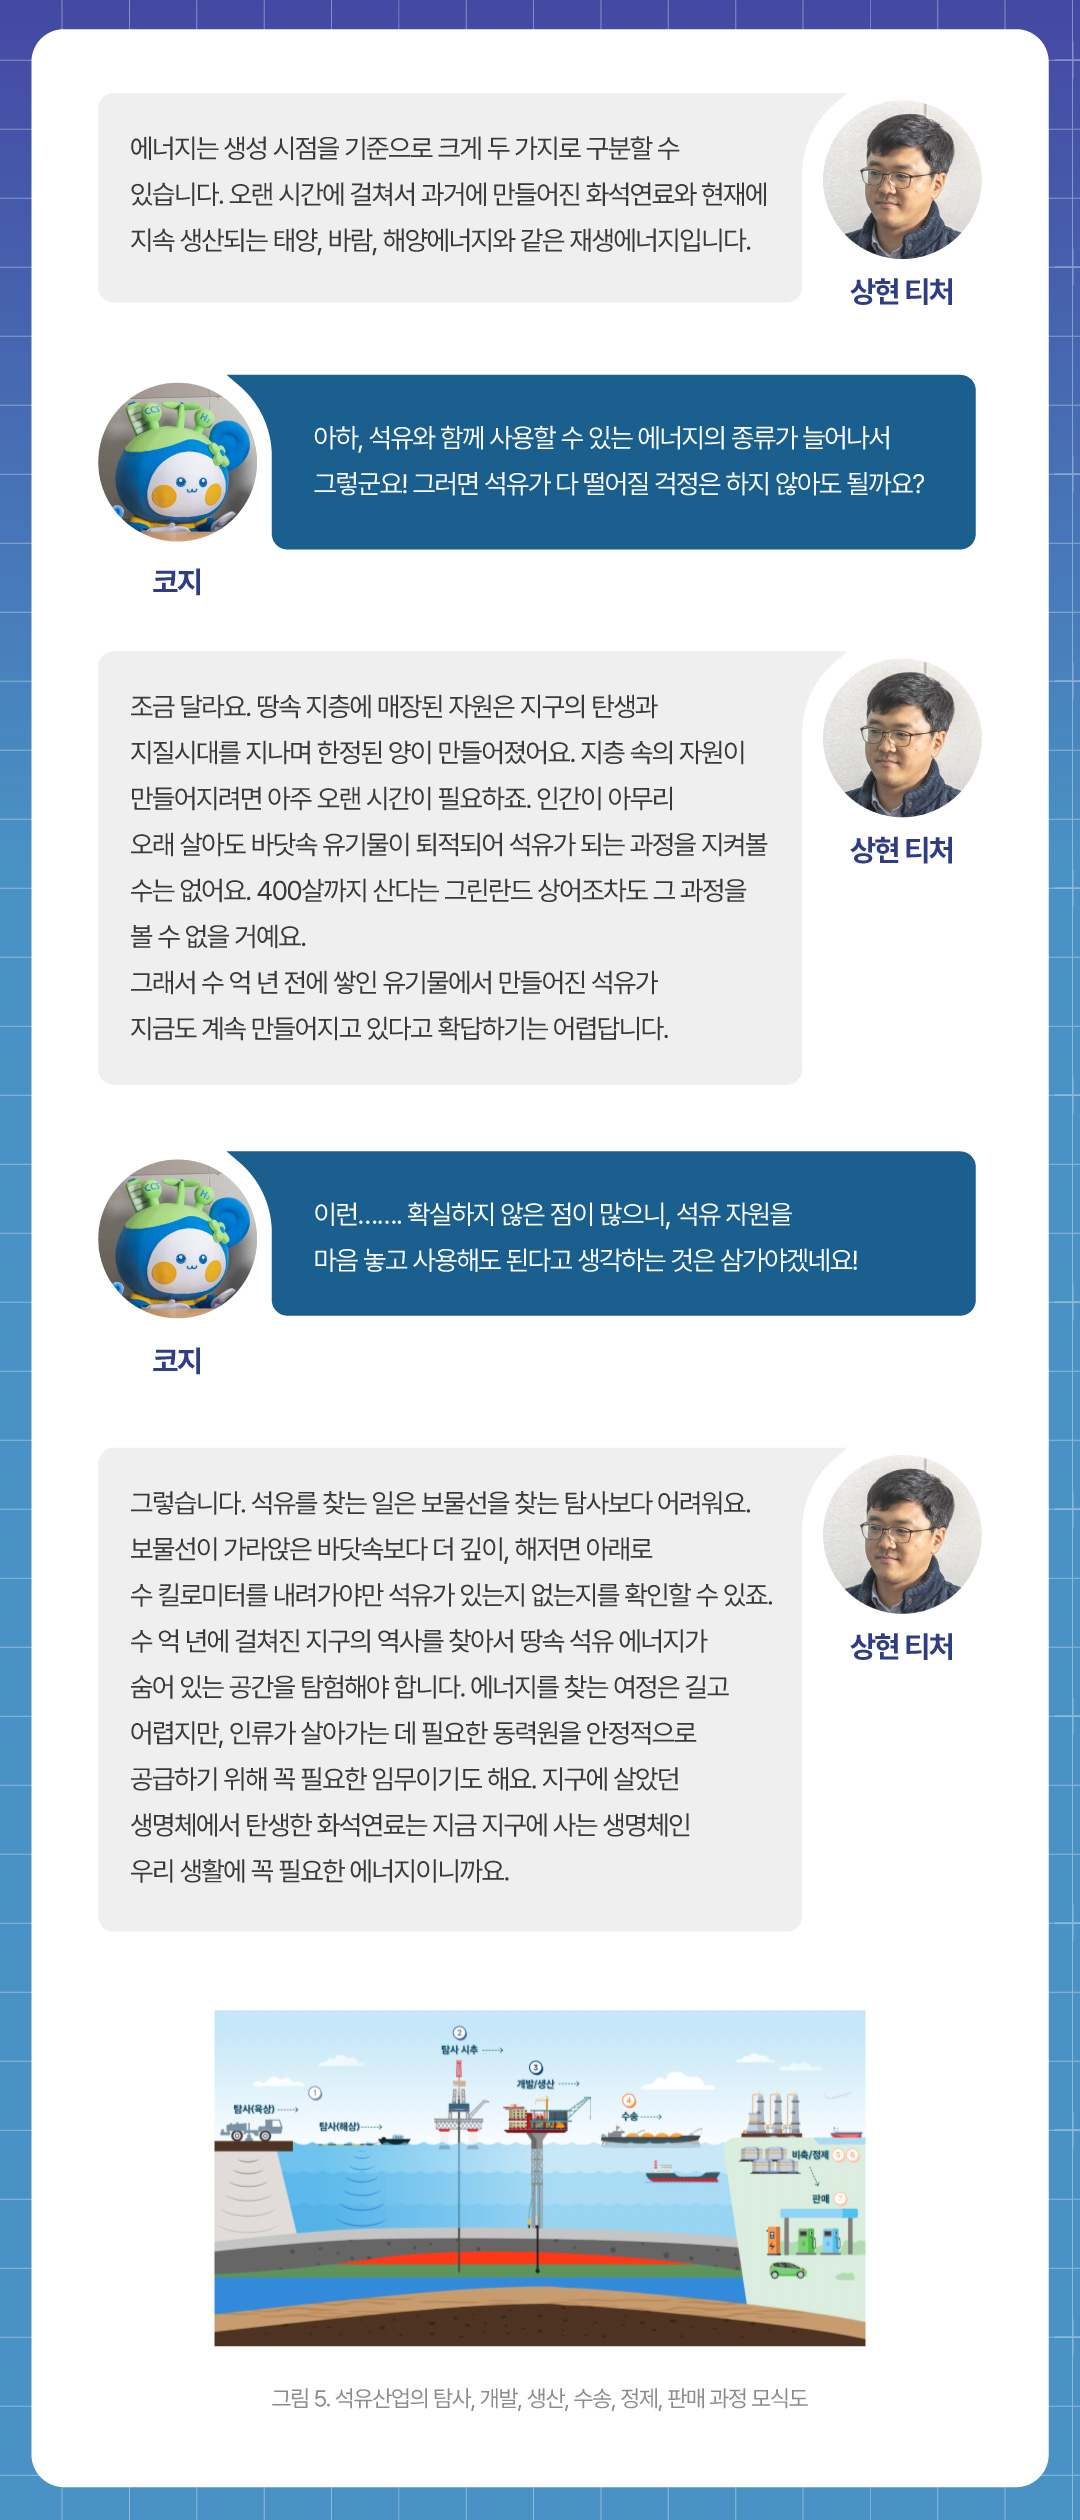 에너지는 생성 시점을 기준으로 크게 두 가지로 구분할 수
있습니다. 오랜 시간에 걸쳐서 과거에 만들어진 화석연료와 현재에
지속 생산되는 태양, 바람, 해양에너지와 같은 재생에너지입니다.
상현 티처
CCS
H₂
아하, 석유와 함께 사용할 수 있는 에너지의 종류가 늘어나서
그렇군요! 그러면 석유가 다 떨어질 걱정은 하지 않아도 될까요?
코지
조금 달라요. 땅속 지층에 매장된 자원은 지구의 탄생과
지질시대를 지나며 한정된 양이 만들어졌어요. 지층 속의 자원이
만들어지려면 아주 오랜 시간이 필요하죠. 인간이 아무리
오래 살아도 바닷속 유기물이 퇴적되어 석유가 되는 과정을 지켜볼
수는 없어요. 400살까지 산다는 그린란드 상어조차도 그 과정을
볼 수 없을 거예요.
그래서 수 억 년 전에 쌓인 유기물에서 만들어진 석유가
지금도 계속 만들어지고 있다고 확답하기는 어렵답니다.
상현 티처
CCS
H₂
이런....... 확실하지 않은 점이 많으니, 석유 자원을
마음 놓고 사용해도 된다고 생각하는 것은 삼가야겠네요!
코지
그렇습니다. 석유를 찾는 일은 보물선을 찾는 탐사보다 어려워요.
보물선이 가라앉은 바닷속보다 더 깊이, 해저면 아래로
수 킬로미터를 내려가야만 석유가 있는지 없는지를 확인할 수 있죠.
수 억 년에 걸쳐진 지구의 역사를 찾아서 땅속 석유 에너지가
숨어 있는 공간을 탐험해야 합니다. 에너지를 찾는 여정은 길고
어렵지만, 인류가 살아가는 데 필요한 동력원을 안정적으로
공급하기 위해 꼭 필요한 임무이기도 해요. 지구에 살았던
생명체에서 탄생한 화석연료는 지금 지구에 사는 생명체인
우리 생활에 꼭 필요한 에너지이니까요.
상현 티처
1
탐사(육상)
탐사(해상)
2
탐사 시추
3
개발/생산
4
수송
비축/정제 5 6
판매 7
그림 5. 석유산업의 탐사, 개발, 생산, 수송, 정제, 판매 과정 모식도